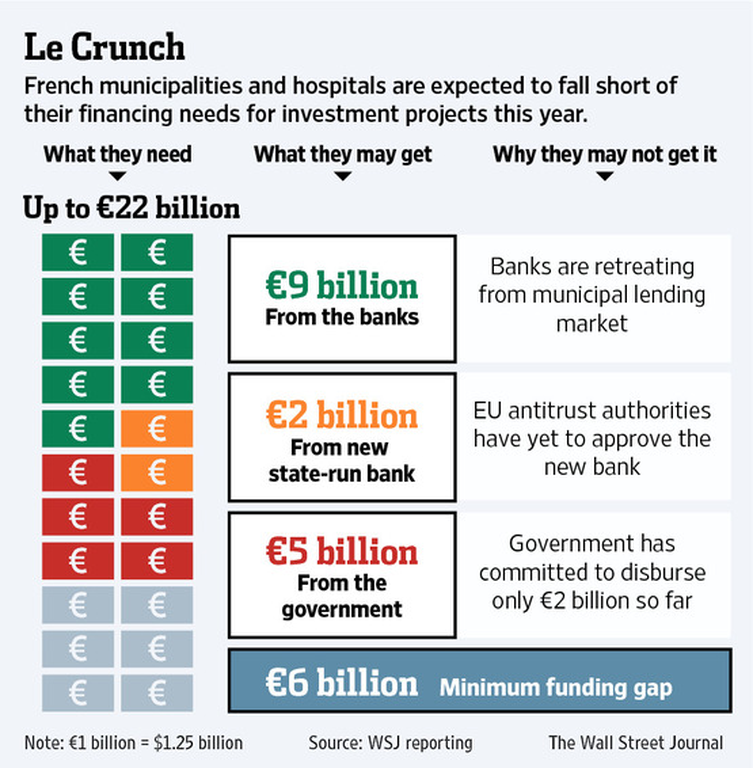 Le Crunch
French municipalities and hospitals are expected to fall short of
their financing needs for investment projects this year.
What they need
What they may get
Why they may not get it
Up to €22 billion
€ €
€ €
€ €
€ €
€ €
€ €
€ €
€ €
€ €
€ €
€ €
€9 billion
From the banks
Banks are retreating
from municipal lending
market
€2 billion
From new
state-run bank
EU antitrust authorities
have yet to approve the
new bank
€5 billion
From the
government
Government has
committed to disburse
only €2 billion so far
€6 billion Minimum funding gap
Note: €1 billion = $1.25 billion
Source: WSJ reporting
The Wall Street Journal